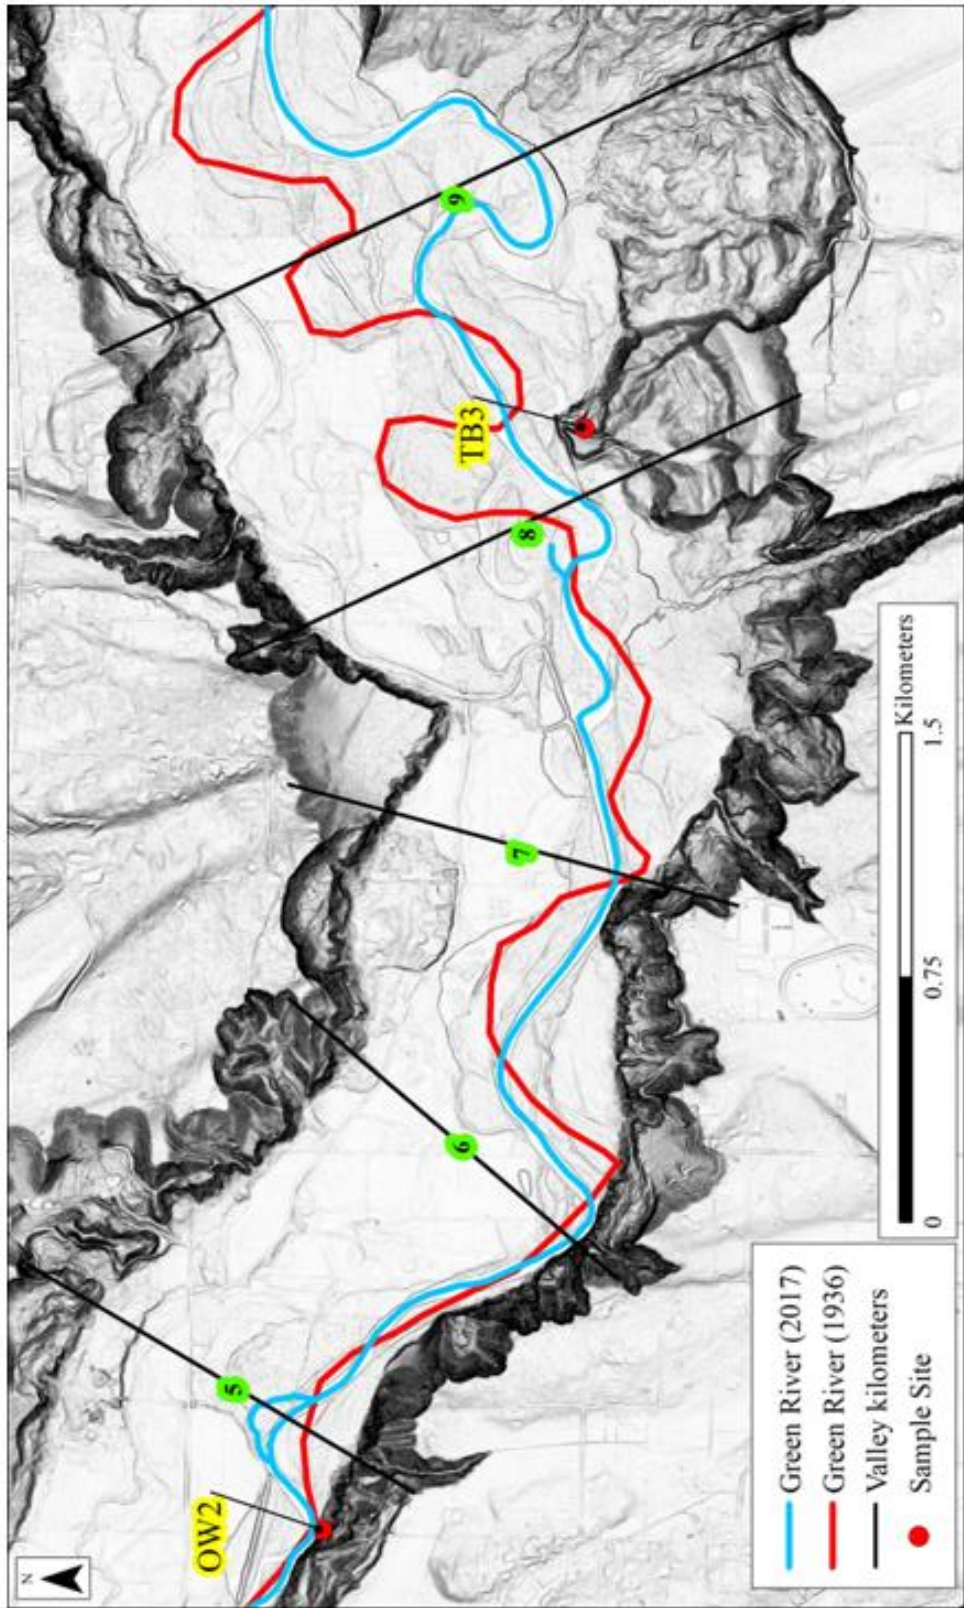 N
OW2
5
6
7
8
TB3
9
Green River (2017)
Green River (1936)
Valley kilometers
Sample Site
Kilometers
0 0.75 1.5